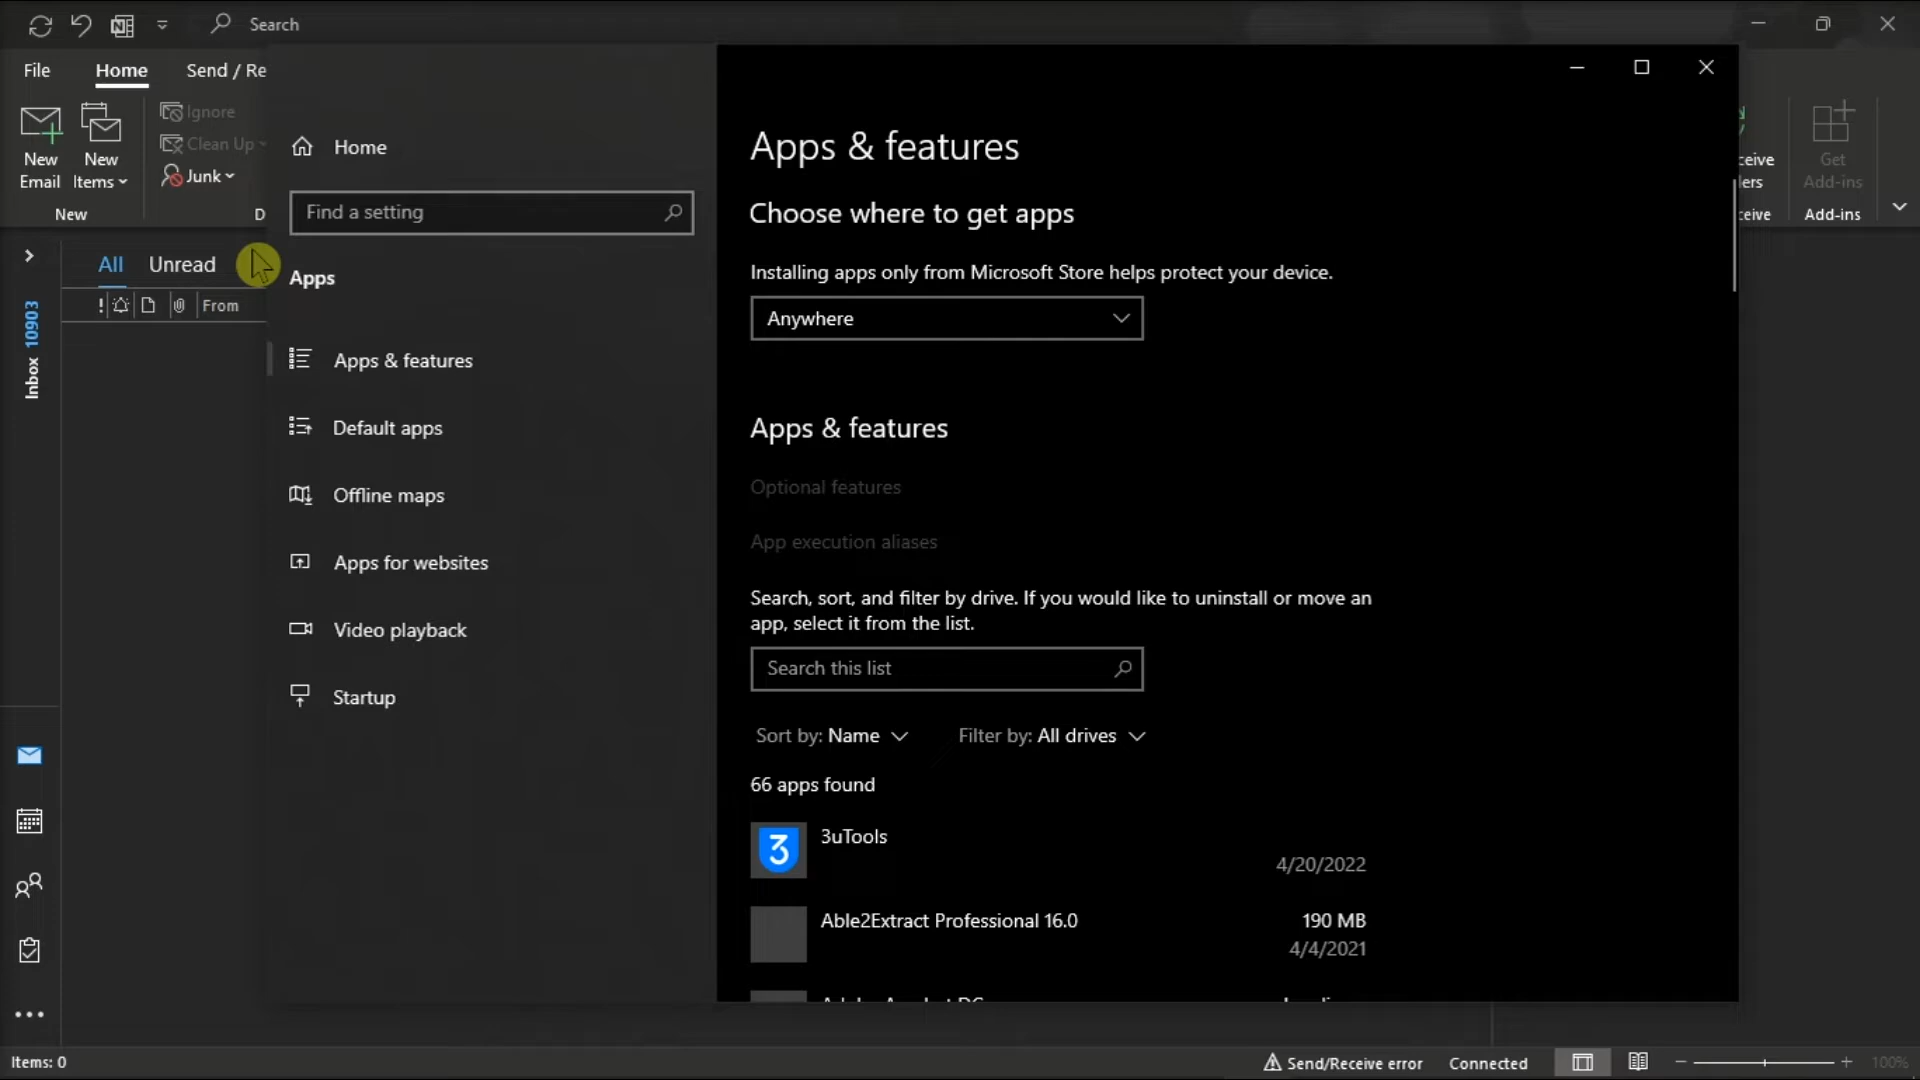 Search
File
Home
Send / Re
New Email
New Items
Ignore
Clean Up
Junk
New
D
ceive
lers
ceive
Get Add-ins
Add-ins
All
Unread
From
Inbox 10903
Home
Find a setting
Apps
Apps & features
Default apps
Offline maps
Apps for websites
Video playback
Startup
Apps & features
Choose where to get apps
Installing apps only from Microsoft Store helps protect your device.
Anywhere
Apps & features
Optional features
App execution aliases
Search, sort, and filter by drive. If you would like to uninstall or move an
app, select it from the list.
Search this list
Sort by: Name
Filter by: All drives
66 apps found
3uTools
4/20/2022
Able2Extract Professional 16.0
190 MB
4/4/2021
Items: 0
Send/Receive error
Connected
100%